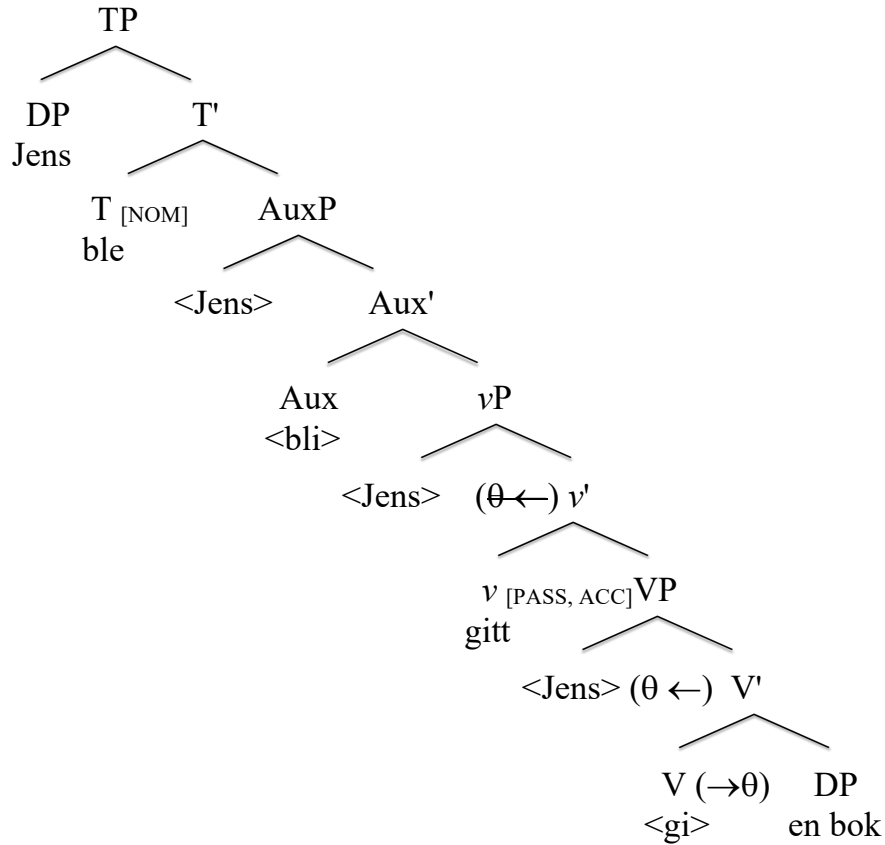 TP
DP T'
Jens
T [NOM] AuxP
ble
<Jens> Aux'
Aux vP
<bli>
<Jens> (θ ←) v'
v [PASS, ACC] VP
gitt
<Jens> (θ ←) V'
V (→θ) DP
<gi> en bok